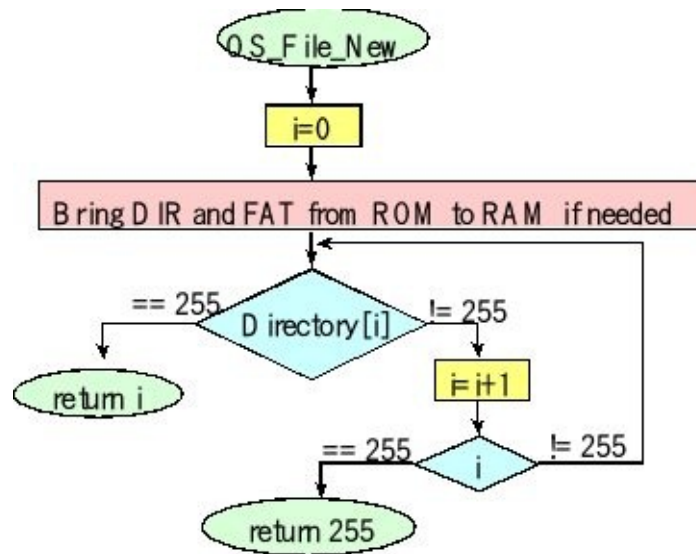 OS_File_New
i=0
Bring DIR and FAT from ROM to RAM if needed
== 255
Directory[i]
!= 255
return i
i=i+1
== 255
i
!= 255
return 255